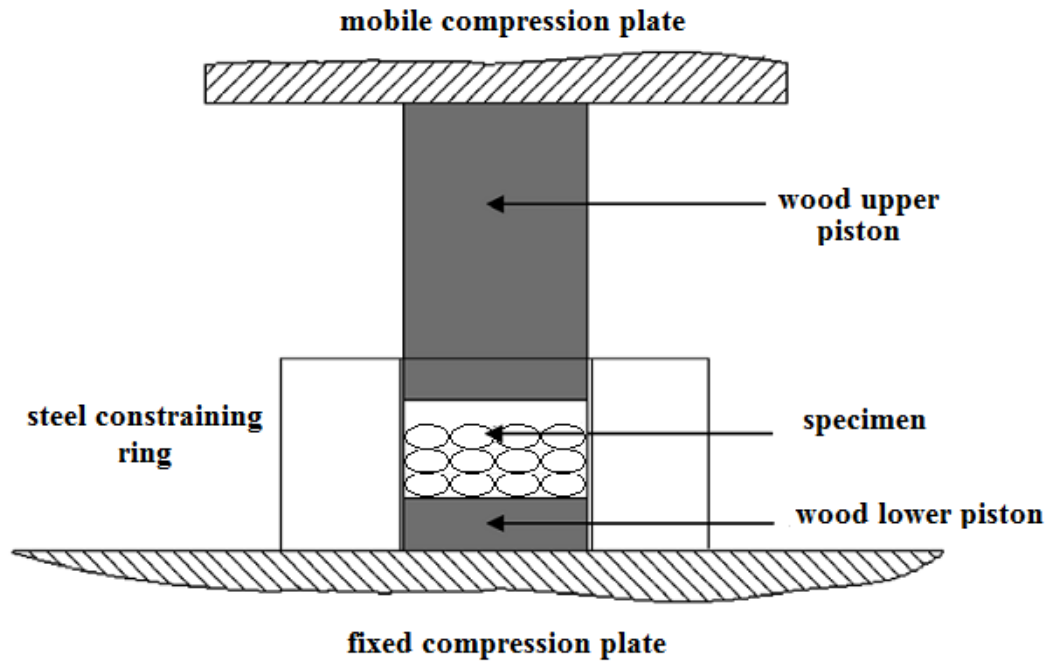 mobile compression plate
wood upper
piston
steel constraining
ring
specimen
wood lower piston
fixed compression plate